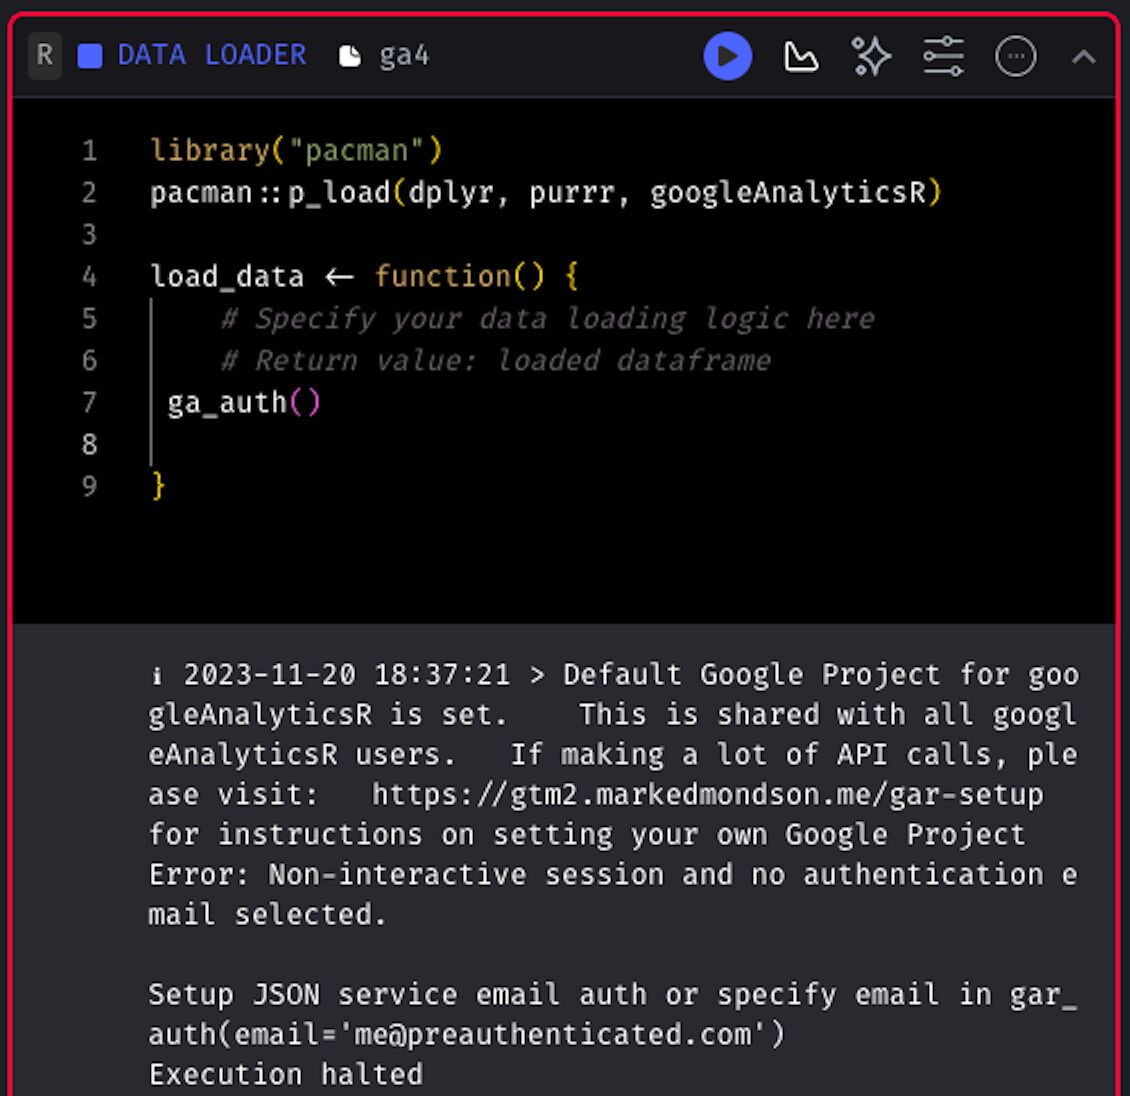 R DATA LOADER ga4
1 library("pacman")
2 pacman::p_load(dplyr, purrr, googleAnalyticsR)
3
4 load_data <- function() {
5 # Specify your data loading logic here
6 # Return value: loaded dataframe
7 ga_auth()
8
9 }
ℹ 2023-11-20 18:37:21 > Default Google Project for goo
gleAnalyticsR is set. This is shared with all googl
eAnalyticsR users. If making a lot of API calls, ple
ase visit: https://gtm2.markedmondson.me/gar-setup
for instructions on setting your own Google Project
Error: Non-interactive session and no authentication e
mail selected.
Setup JSON service email auth or specify email in gar_
auth(email='me@preauthenticated.com')
Execution halted